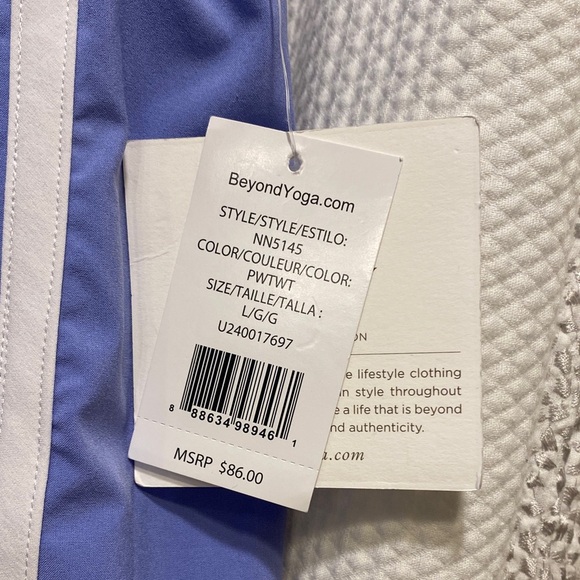 BeyondYoga.com
STYLE/STYLE/ESTILO:
NN5145
COLOR/COULEUR/COLOR:
PWTWT
SIZE/TAILLE/TALLA :
L/G/G
U240017697
8 88634 98946 1
MSRP $86.00
ON
e lifestyle clothing
n style throughout
e a life that is beyond
nd authenticity.
a.com